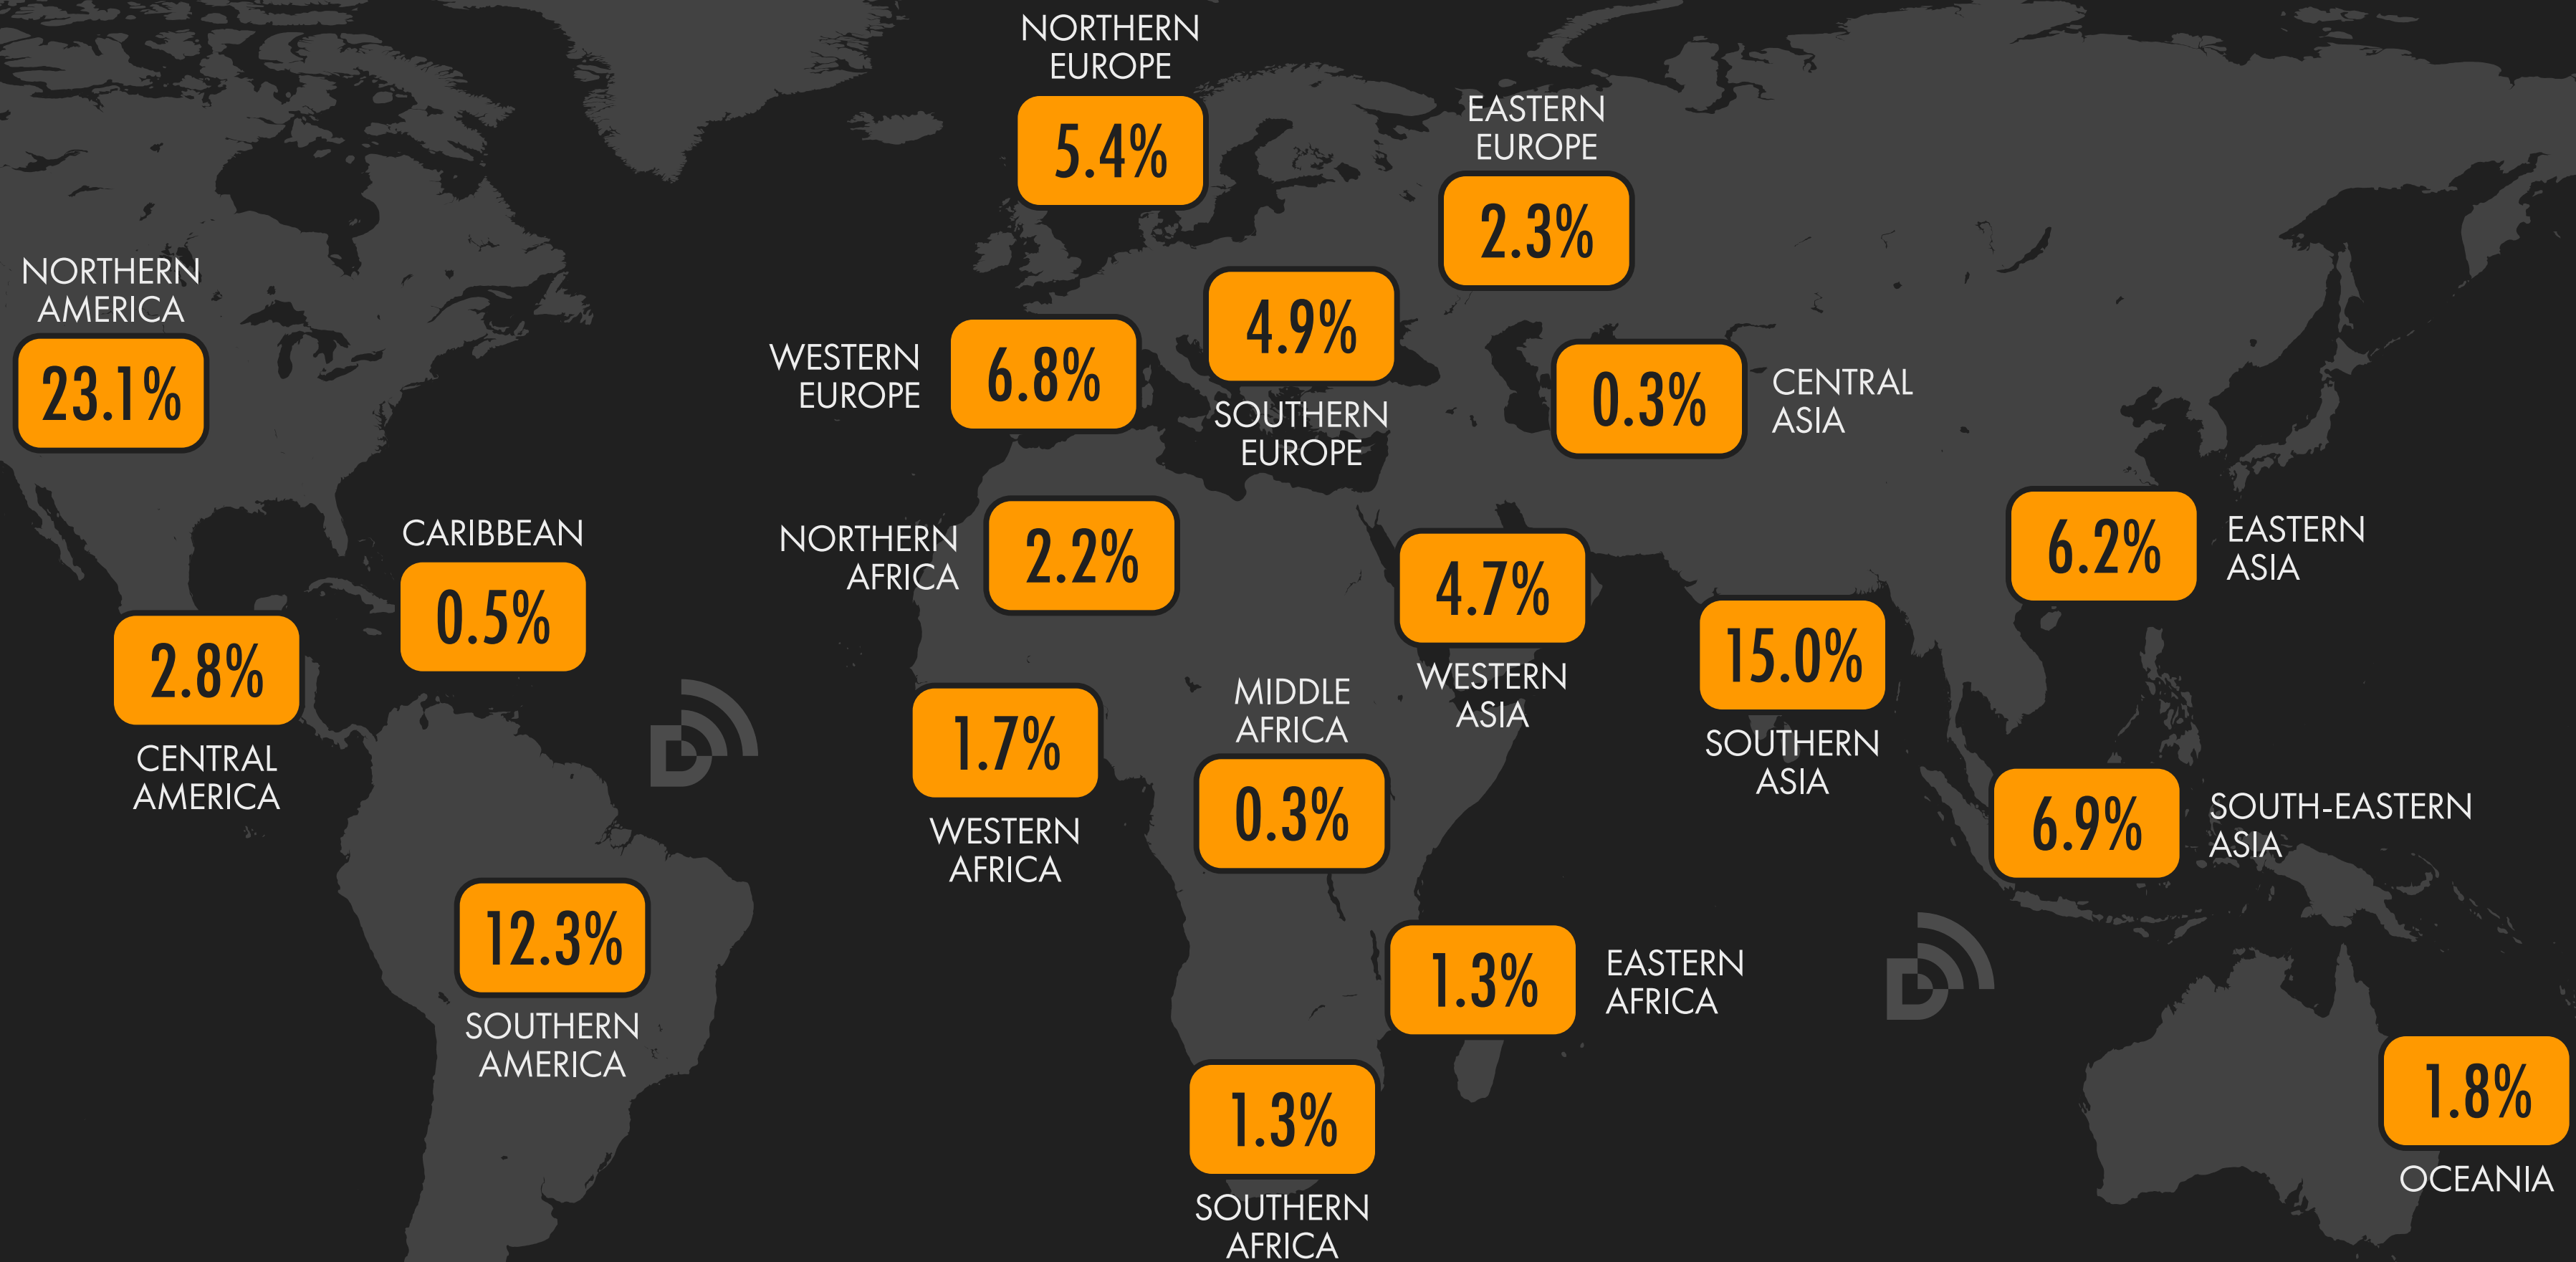 NORTHERN
EUROPE
5.4%
EASTERN
EUROPE
2.3%
NORTHERN
AMERICA
23.1%
WESTERN
EUROPE
6.8%
4.9%
SOUTHERN
EUROPE
0.3%
CENTRAL
ASIA
CARIBBEAN
0.5%
NORTHERN
AFRICA
2.2%
4.7%
WESTERN
ASIA
6.2%
EASTERN
ASIA
2.8%
CENTRAL
AMERICA
15.0%
SOUTHERN
ASIA
1.7%
WESTERN
AFRICA
MIDDLE
AFRICA
0.3%
6.9%
SOUTH-EASTERN
ASIA
12.3%
SOUTHERN
AMERICA
1.3%
EASTERN
AFRICA
1.3%
SOUTHERN
AFRICA
1.8%
OCEANIA